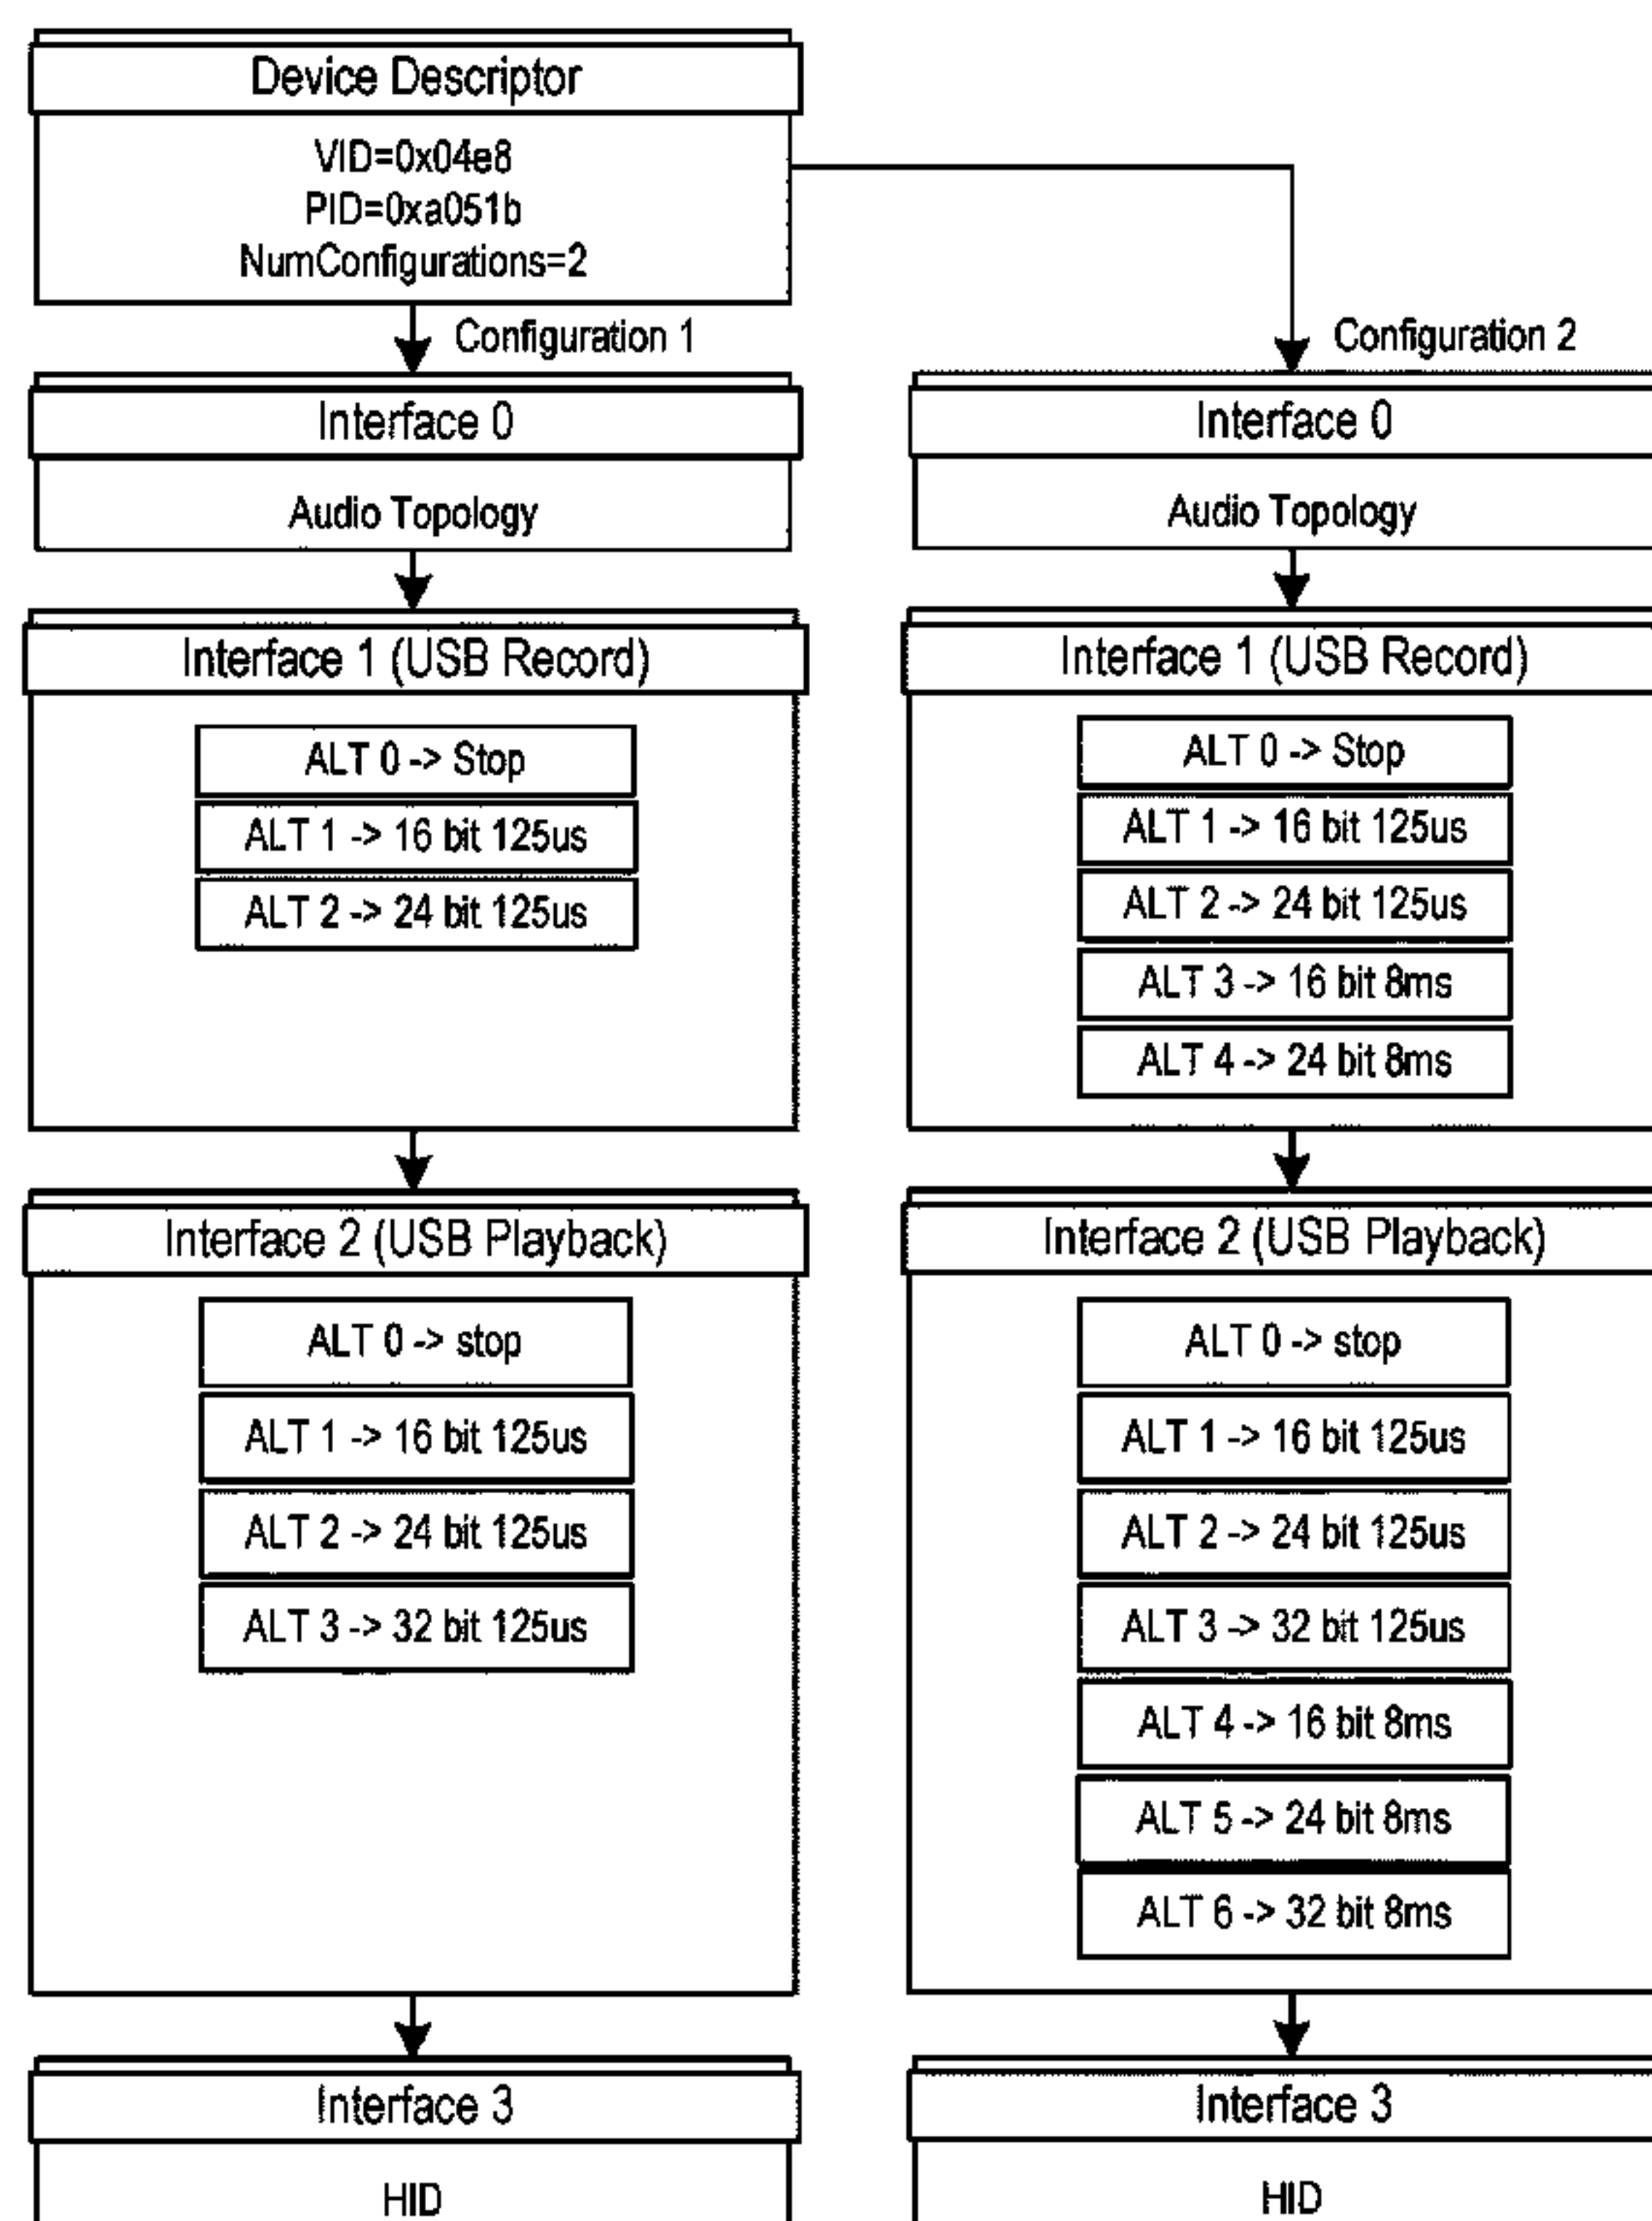 Device Descriptor
VID=0x04e8
PID=0xa051b
NumConfigurations=2
Configuration 1
Interface 0
Audio Topology
Interface 1 (USB Record)
ALT 0 -> Stop
ALT 1 -> 16 bit 125us
ALT 2 -> 24 bit 125us
Interface 2 (USB Playback)
ALT 0 -> stop
ALT 1 -> 16 bit 125us
ALT 2 -> 24 bit 125us
ALT 3 -> 32 bit 125us
Interface 3
HID
Configuration 2
Interface 0
Audio Topology
Interface 1 (USB Record)
ALT 0 -> Stop
ALT 1 -> 16 bit 125us
ALT 2 -> 24 bit 125us
ALT 3 -> 16 bit 8ms
ALT 4 -> 24 bit 8ms
Interface 2 (USB Playback)
ALT 0 -> stop
ALT 1 -> 16 bit 125us
ALT 2 -> 24 bit 125us
ALT 3 -> 32 bit 125us
ALT 4 -> 16 bit 8ms
ALT 5 -> 24 bit 8ms
ALT 6 -> 32 bit 8ms
Interface 3
HID